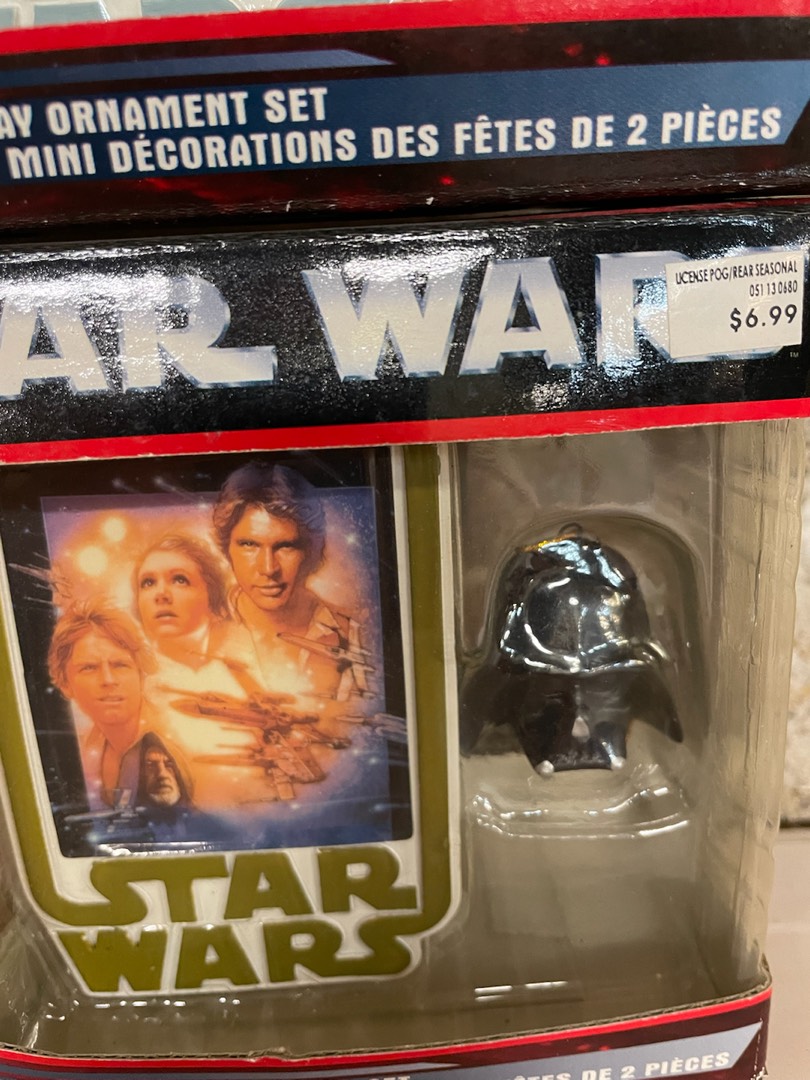 AY ORNAMENT SET
MINI DÉCORATIONS DES FÊTES DE 2 PIÈCES
AR WAR
LICENSE POG/REAR SEASONAL
051 13 0680
$6.99
TM
STAR
WARS
DE 2 PIÈCES